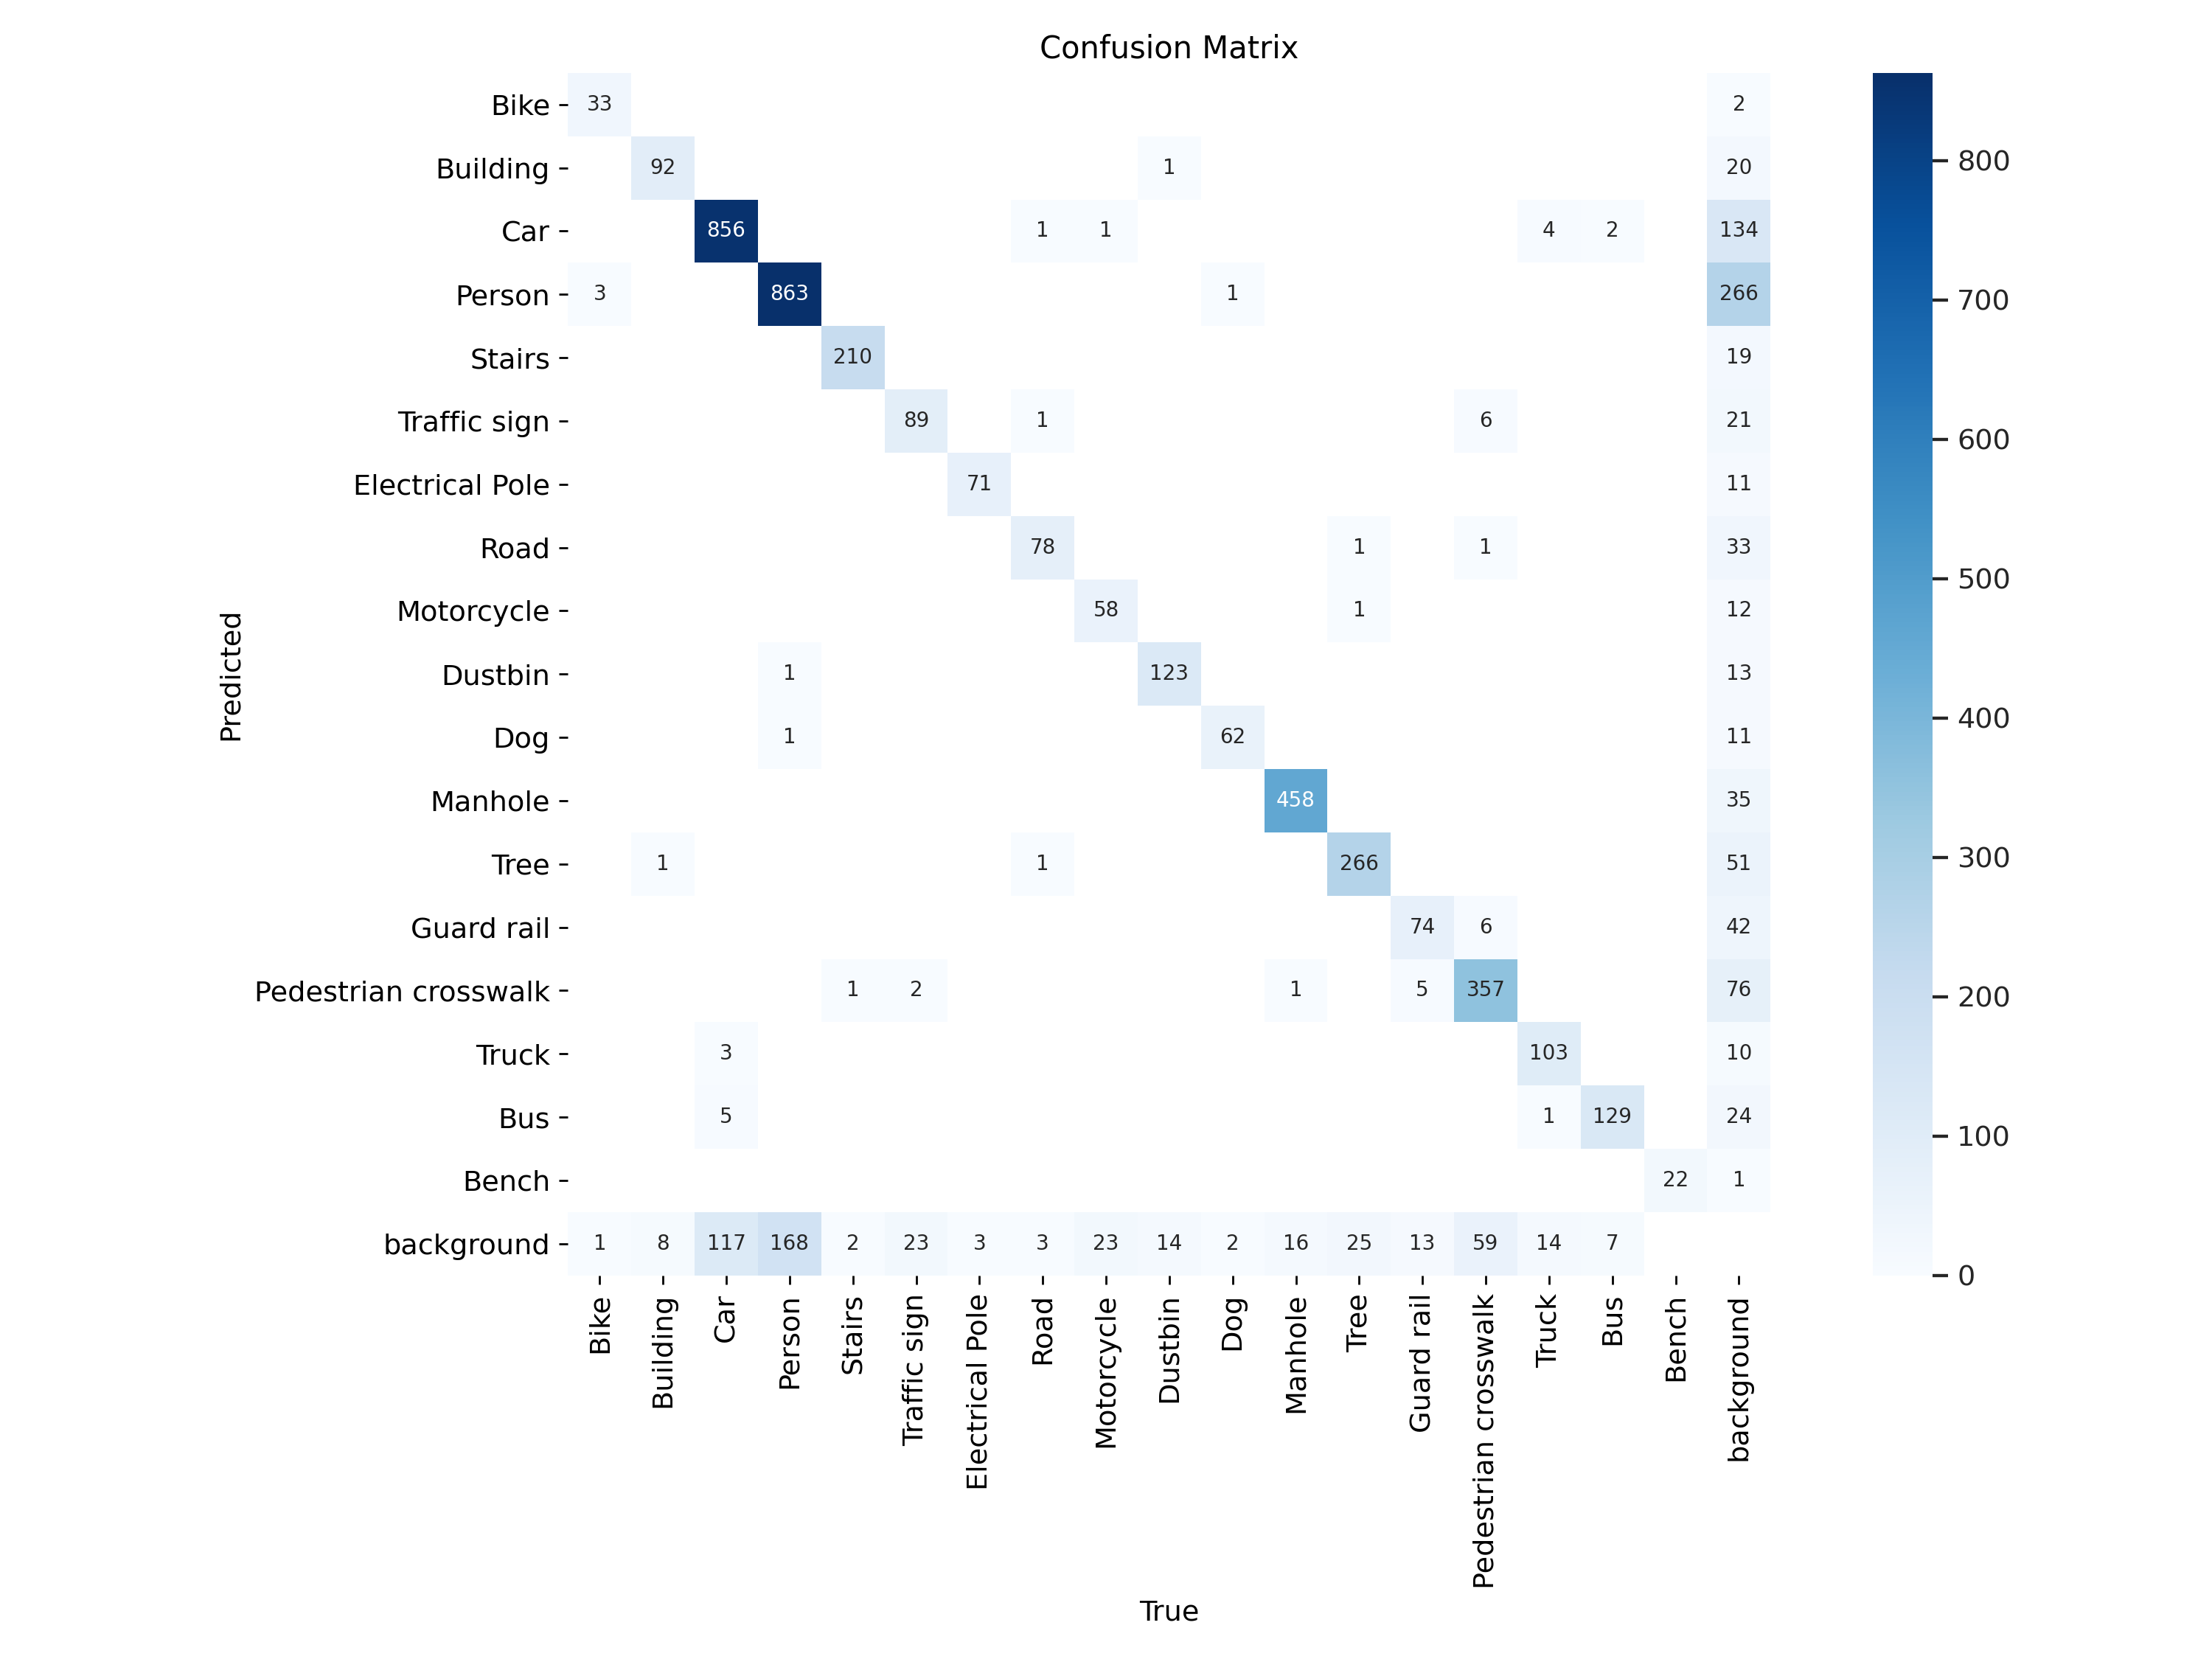 Confusion Matrix
Bike 33 2
Building 92 1 20
Car 856 1 1 4 2 134
Person 3 863 1 266
Stairs 210 19
Traffic sign 89 1 6 21
Electrical Pole 71 11
Road 78 1 1 33
Motorcycle 58 1 12
Dustbin 1 123 13
Dog 1 62 11
Manhole 458 35
Tree 1 1 266 51
Guard rail 74 6 42
Pedestrian crosswalk 1 2 1 5 357 76
Truck 3 103 10
Bus 5 1 129 24
Bench 22 1
background 1 8 117 168 2 23 3 3 23 14 2 16 25 13 59 14 7
Bike Building Car Person Stairs Traffic sign Electrical Pole Road Motorcycle Dustbin Dog Manhole Tree Guard rail Pedestrian crosswalk Truck Bus Bench background
True
Predicted
800
700
600
500
400
300
200
100
0